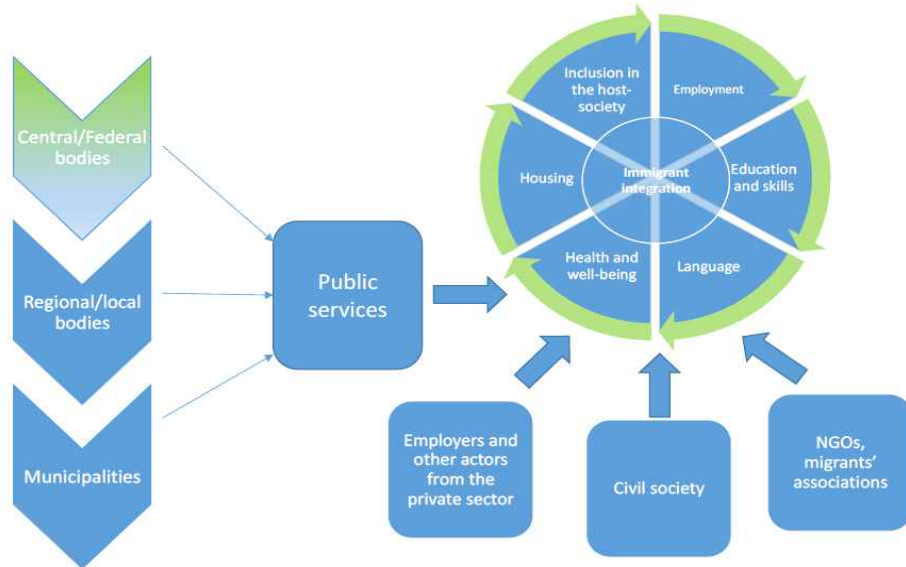 Central/Federal
bodies
Regional/local
bodies
Municipalities
Public
services
Inclusion in
the host-
society
Employment
Housing
Immigrant
integration
Education
and skills
Health and
well-being
Language
Employers and
other actors
from the
private sector
Civil society
NGOs,
migrants’
associations